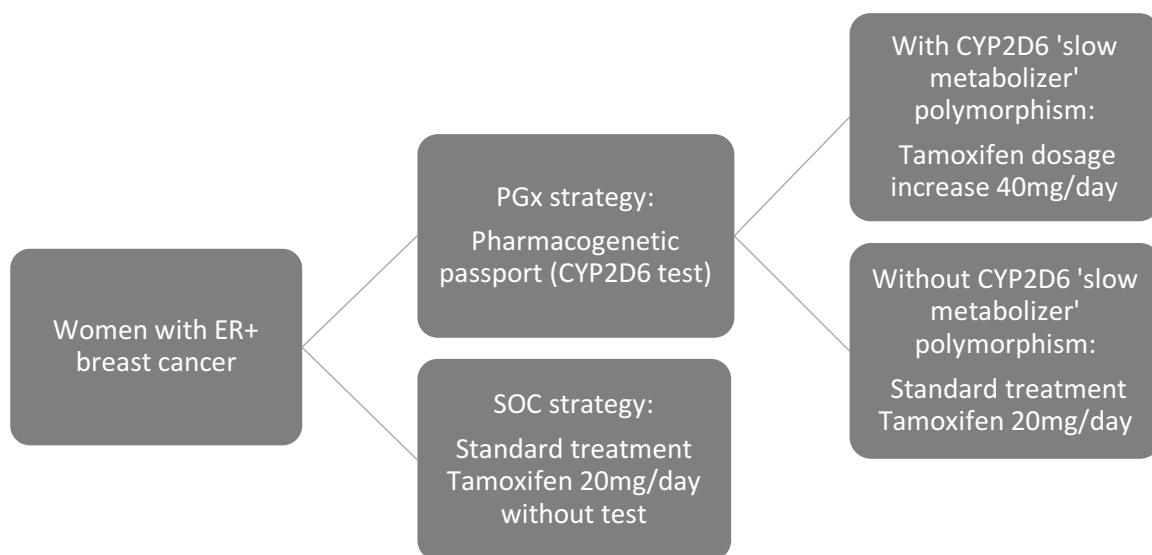 Women with ER+
breast cancer
PGx strategy:
Pharmacogenetic
passport (CYP2D6 test)
SOC strategy:
Standard treatment
Tamoxifen 20mg/day
without test
With CYP2D6 'slow
metabolizer'
polymorphism:
Tamoxifen dosage
increase 40mg/day
Without CYP2D6 'slow
metabolizer'
polymorphism:
Standard treatment
Tamoxifen 20mg/day